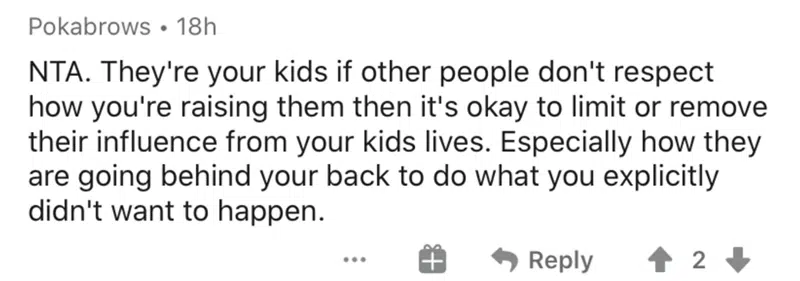 Pokabrows • 18h
NTA. They're your kids if other people don't respect
how you're raising them then it's okay to limit or remove
their influence from your kids lives. Especially how they
are going behind your back to do what you explicitly
didn't want to happen.
Reply 2